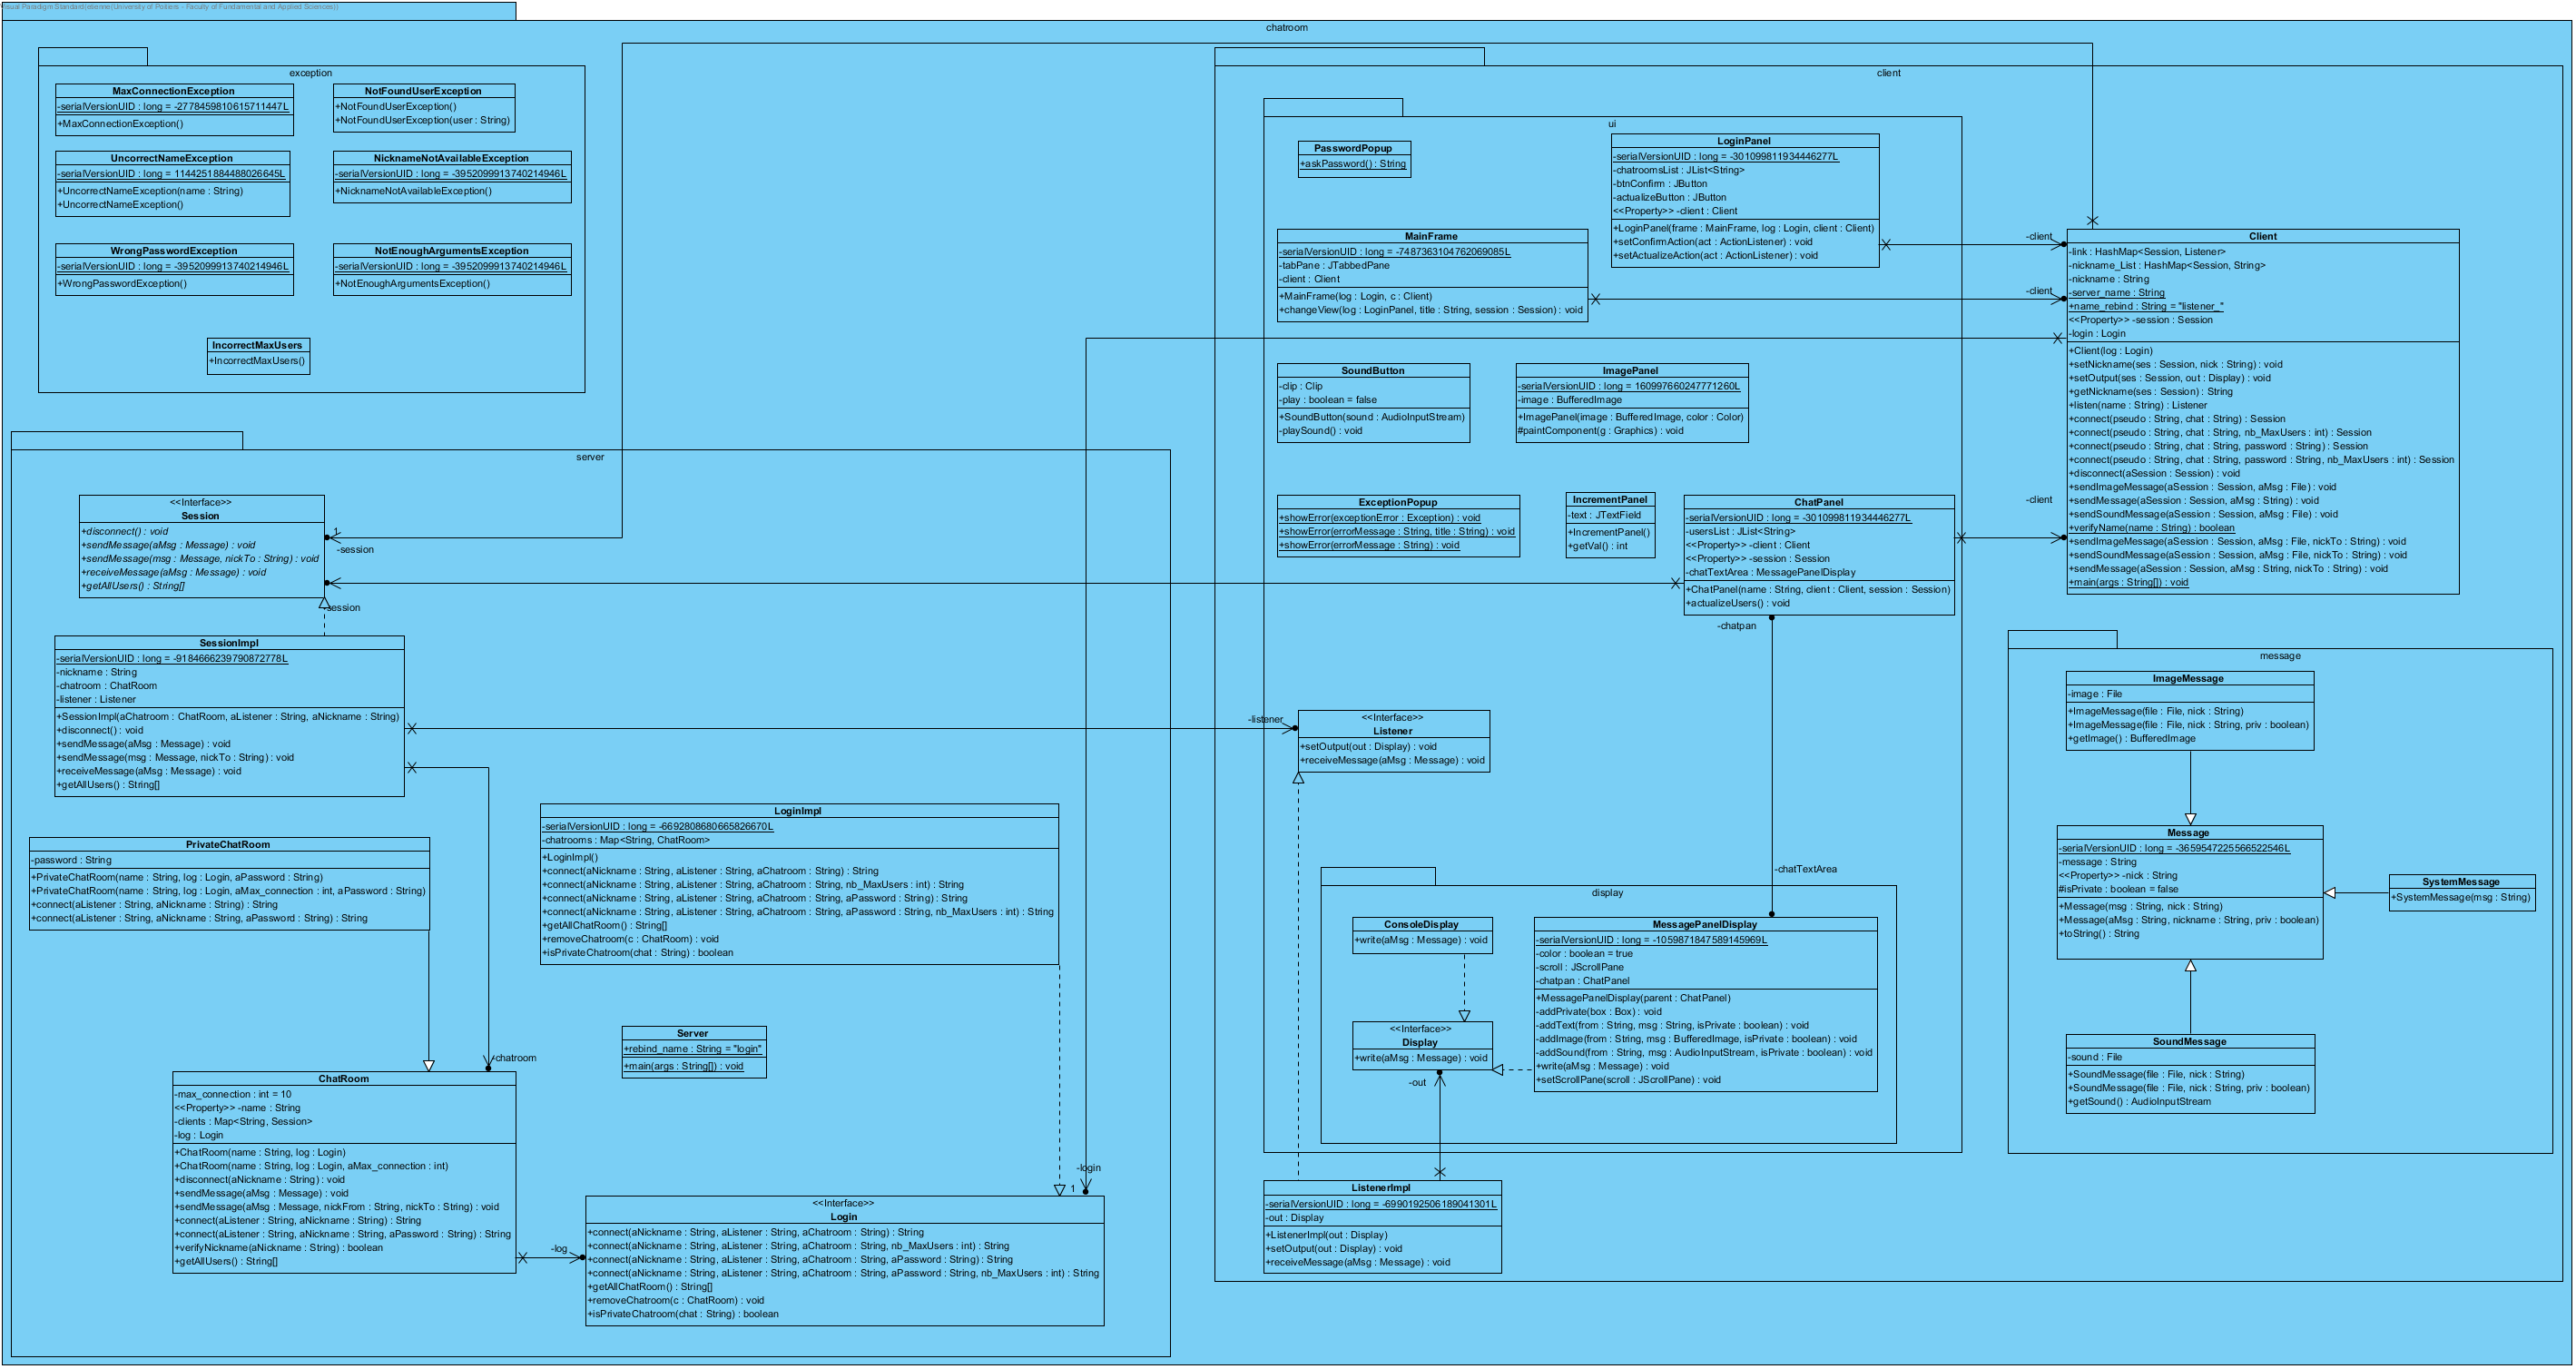 Visual Paradigm Standard(etienne(University of Poitiers - Faculty of Fundamental and Applied Sciences))
chatroom
exception
MaxConnectionException
-serialVersionUID : long = -2778459810615711447L
+MaxConnectionException()
NotFoundUserException
+NotFoundUserException()
+NotFoundUserException(user : String)
UncorrectNameException
-serialVersionUID : long = 1144251884488026645L
+UncorrectNameException(name : String)
+UncorrectNameException()
NicknameNotAvailableException
-serialVersionUID : long = -3952099913740214946L
+NicknameNotAvailableException()
WrongPasswordException
-serialVersionUID : long = -3952099913740214946L
+WrongPasswordException()
NotEnoughArgumentsException
-serialVersionUID : long = -3952099913740214946L
+NotEnoughArgumentsException()
IncorrectMaxUsers
+IncorrectMaxUsers()
client
ui
PasswordPopup
+askPassword() : String
LoginPanel
-serialVersionUID : long = -301099811934446277L
-chatroomsList : JList<String>
-btnConfirm : JButton
-actualizeButton : JButton
<<Property>> -client : Client
+LoginPanel(frame : MainFrame, log : Login, client : Client)
+setConfirmAction(act : ActionListener) : void
+setActualizeAction(act : ActionListener) : void
MainFrame
-serialVersionUID : long = -7487363104762069085L
-tabPane : JTabbedPane
-client : Client
+MainFrame(log : Login, c : Client)
+changeView(log : LoginPanel, title : String, session : Session) : void
-client
-client
Client
-link : HashMap<Session, Listener>
-nickname_List : HashMap<Session, String>
-nickname : String
-server_name : String
+name_rebind : String = "listener_"
<<Property>> -session : Session
-login : Login
+Client(log : Login)
+setNickname(ses : Session, nick : String) : void
+setOutput(ses : Session, out : Display) : void
+getNickname(ses : Session) : String
+listen(name : String) : Listener
+connect(pseudo : String, chat : String) : Session
+connect(pseudo : String, chat : String, nb_MaxUsers : int) : Session
+connect(pseudo : String, chat : String, password : String) : Session
+connect(pseudo : String, chat : String, password : String, nb_MaxUsers : int) : Session
+disconnect(aSession : Session) : void
+sendImageMessage(aSession : Session, aMsg : File) : void
+sendMessage(aSession : Session, aMsg : String) : void
+sendSoundMessage(aSession : Session, aMsg : File) : void
+verifyName(name : String) : boolean
+sendImageMessage(aSession : Session, aMsg : File, nickTo : String) : void
+sendSoundMessage(aSession : Session, aMsg : File, nickTo : String) : void
+sendMessage(aSession : Session, aMsg : String, nickTo : String) : void
+main(args : String[]) : void
SoundButton
-clip : Clip
-play : boolean = false
+SoundButton(sound : AudioInputStream)
-playSound() : void
ImagePanel
-serialVersionUID : long = 160997660247771260L
-image : BufferedImage
+ImagePanel(image : BufferedImage, color : Color)
#paintComponent(g : Graphics) : void
ExceptionPopup
+showError(exceptionError : Exception) : void
+showError(errorMessage : String, title : String) : void
+showError(errorMessage : String) : void
IncrementPanel
-text : JTextField
+IncrementPanel()
+getVal() : int
ChatPanel
-serialVersionUID : long = -301099811934446277L
-usersList : JList<String>
<<Property>> -client : Client
<<Property>> -session : Session
-chatTextArea : MessagePanelDisplay
+ChatPanel(name : String, client : Client, session : Session)
+actualizeUsers() : void
-client
-chatpan
server
<<Interface>>
Session
+disconnect() : void
+sendMessage(aMsg : Message) : void
+sendMessage(msg : Message, nickTo : String) : void
+receiveMessage(aMsg : Message) : void
+getAllUsers() : String[]
1
-session
-session
SessionImpl
-serialVersionUID : long = -9184666239790872778L
-nickname : String
-chatroom : ChatRoom
-listener : Listener
+SessionImpl(aChatroom : ChatRoom, aListener : String, aNickname : String)
+disconnect() : void
+sendMessage(aMsg : Message) : void
+sendMessage(msg : Message, nickTo : String) : void
+receiveMessage(aMsg : Message) : void
+getAllUsers() : String[]
-listener
<<Interface>>
Listener
+setOutput(out : Display) : void
+receiveMessage(aMsg : Message) : void
message
ImageMessage
-image : File
+ImageMessage(file : File, nick : String)
+ImageMessage(file : File, nick : String, priv : boolean)
+getImage() : BufferedImage
Message
-serialVersionUID : long = -3659547225566522546L
-message : String
<<Property>> -nick : String
#isPrivate : boolean = false
+Message(msg : String, nick : String)
+Message(aMsg : String, nickname : String, priv : boolean)
+toString() : String
SystemMessage
+SystemMessage(msg : String)
SoundMessage
-sound : File
+SoundMessage(file : File, nick : String)
+SoundMessage(file : File, nick : String, priv : boolean)
+getSound() : AudioInputStream
LoginImpl
-serialVersionUID : long = -6692808680665826670L
-chatrooms : Map<String, ChatRoom>
+LoginImpl()
+connect(aNickname : String, aListener : String, aChatroom : String) : String
+connect(aNickname : String, aListener : String, aChatroom : String, nb_MaxUsers : int) : String
+connect(aNickname : String, aListener : String, aChatroom : String, aPassword : String) : String
+connect(aNickname : String, aListener : String, aChatroom : String, aPassword : String, nb_MaxUsers : int) : String
+getAllChatRoom() : String[]
+removeChatroom(c : ChatRoom) : void
+isPrivateChatroom(chat : String) : boolean
PrivateChatRoom
-password : String
+PrivateChatRoom(name : String, log : Login, aPassword : String)
+PrivateChatRoom(name : String, log : Login, aMax_connection : int, aPassword : String)
+connect(aListener : String, aNickname : String) : String
+connect(aListener : String, aNickname : String, aPassword : String) : String
-chatTextArea
display
ConsoleDisplay
+write(aMsg : Message) : void
MessagePanelDisplay
-serialVersionUID : long = -1059871847589145969L
-color : boolean = true
-scroll : JScrollPane
-chatpan : ChatPanel
+MessagePanelDisplay(parent : ChatPanel)
-addPrivate(box : Box) : void
-addText(from : String, msg : String, isPrivate : boolean) : void
-addImage(from : String, msg : BufferedImage, isPrivate : boolean) : void
-addSound(from : String, msg : AudioInputStream, isPrivate : boolean) : void
+write(aMsg : Message) : void
+setScrollPane(scroll : JScrollPane) : void
<<Interface>>
Display
+write(aMsg : Message) : void
-out
Server
+rebind_name : String = "login"
+main(args : String[]) : void
-chatroom
ChatRoom
-max_connection : int = 10
<<Property>> -name : String
-clients : Map<String, Session>
-log : Login
+ChatRoom(name : String, log : Login)
+ChatRoom(name : String, log : Login, aMax_connection : int)
+disconnect(aNickname : String) : void
+sendMessage(aMsg : Message) : void
+sendMessage(aMsg : Message, nickFrom : String, nickTo : String) : void
+connect(aListener : String, aNickname : String) : String
+connect(aListener : String, aNickname : String, aPassword : String) : String
+verifyNickname(aNickname : String) : boolean
+getAllUsers() : String[]
-log
-login
1
<<Interface>>
Login
+connect(aNickname : String, aListener : String, aChatroom : String) : String
+connect(aNickname : String, aListener : String, aChatroom : String, nb_MaxUsers : int) : String
+connect(aNickname : String, aListener : String, aChatroom : String, aPassword : String) : String
+connect(aNickname : String, aListener : String, aChatroom : String, aPassword : String, nb_MaxUsers : int) : String
+getAllChatRoom() : String[]
+removeChatroom(c : ChatRoom) : void
+isPrivateChatroom(chat : String) : boolean
ListenerImpl
-serialVersionUID : long = -6990192506189041301L
-out : Display
+ListenerImpl(out : Display)
+setOutput(out : Display) : void
+receiveMessage(aMsg : Message) : void